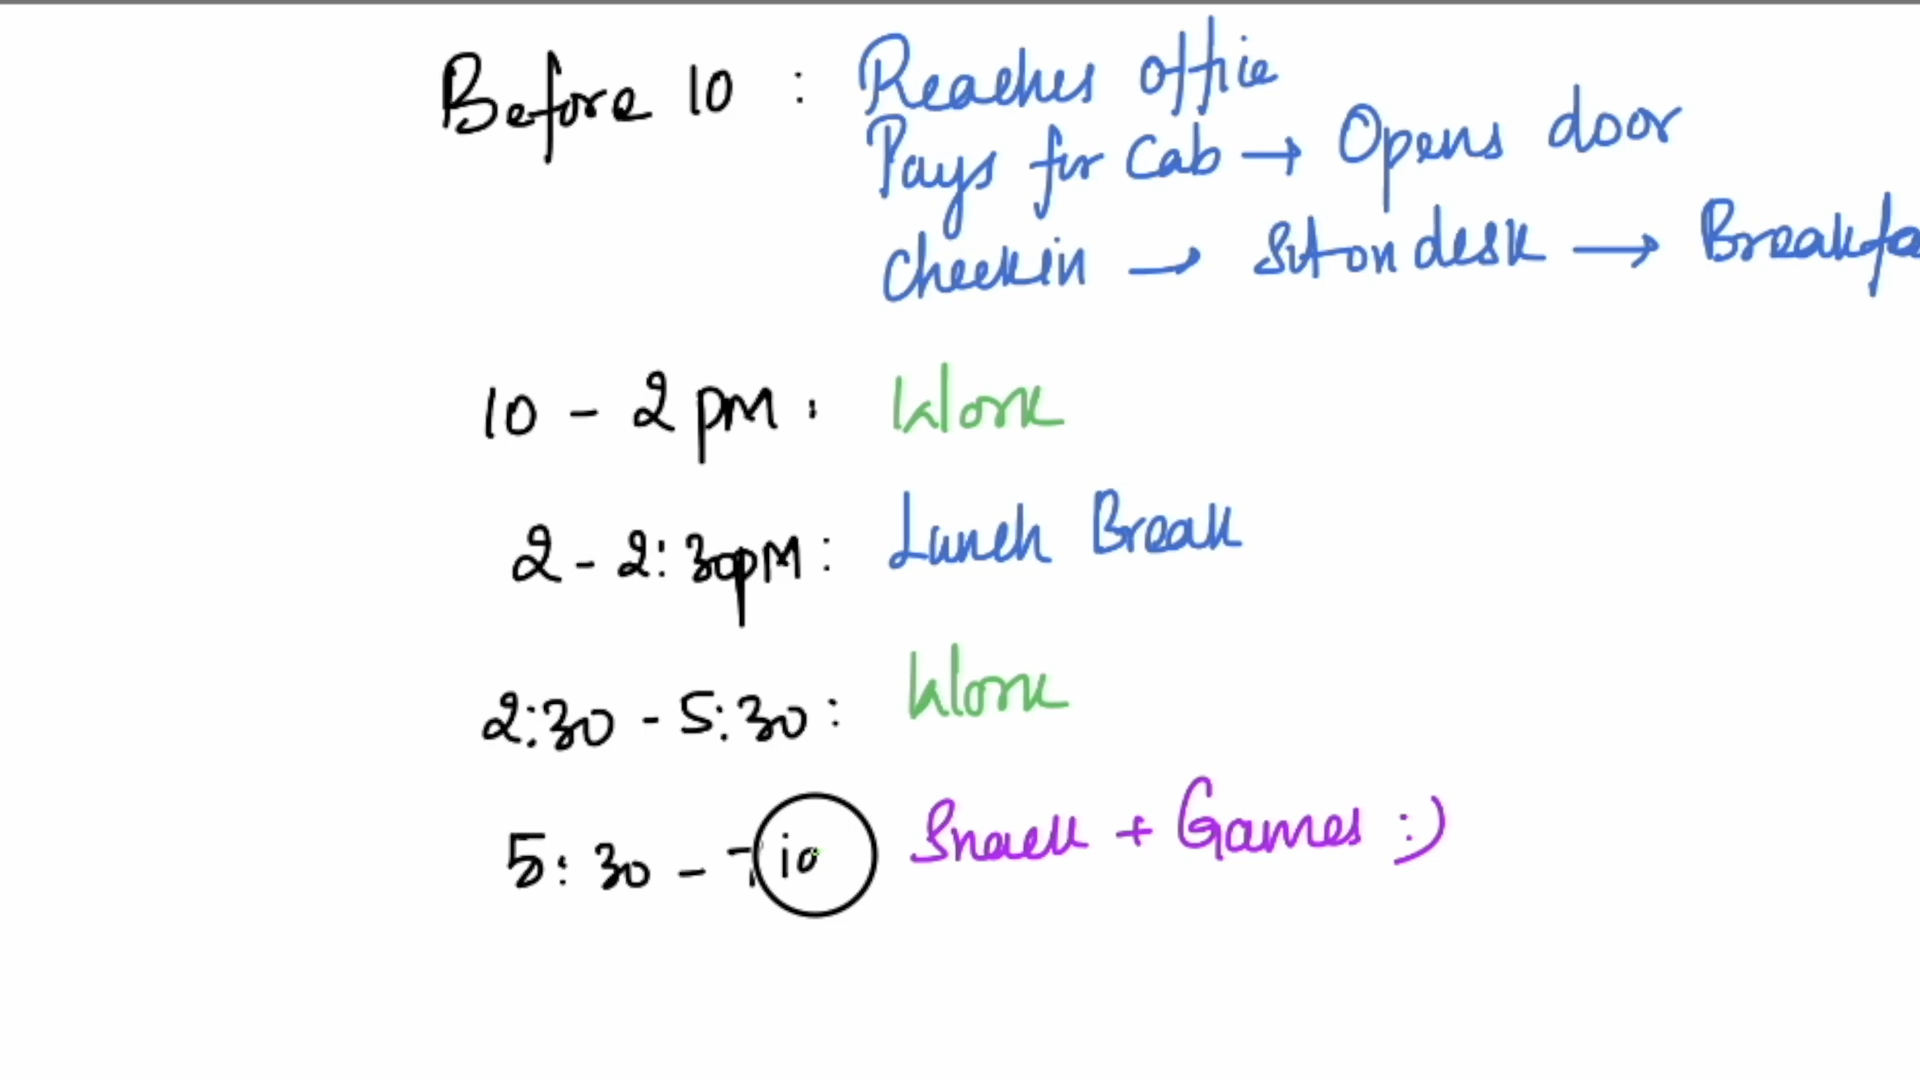 Before 10 : Reaches office
Pays for Cab → Opens door
Checkin → Sit on desk → Breakfa
10 - 2 pM : Work
2 - 2:30pM : Lunch Break
2:30 - 5:30 : Work
5:30 - 7:10 Snack + Games :)